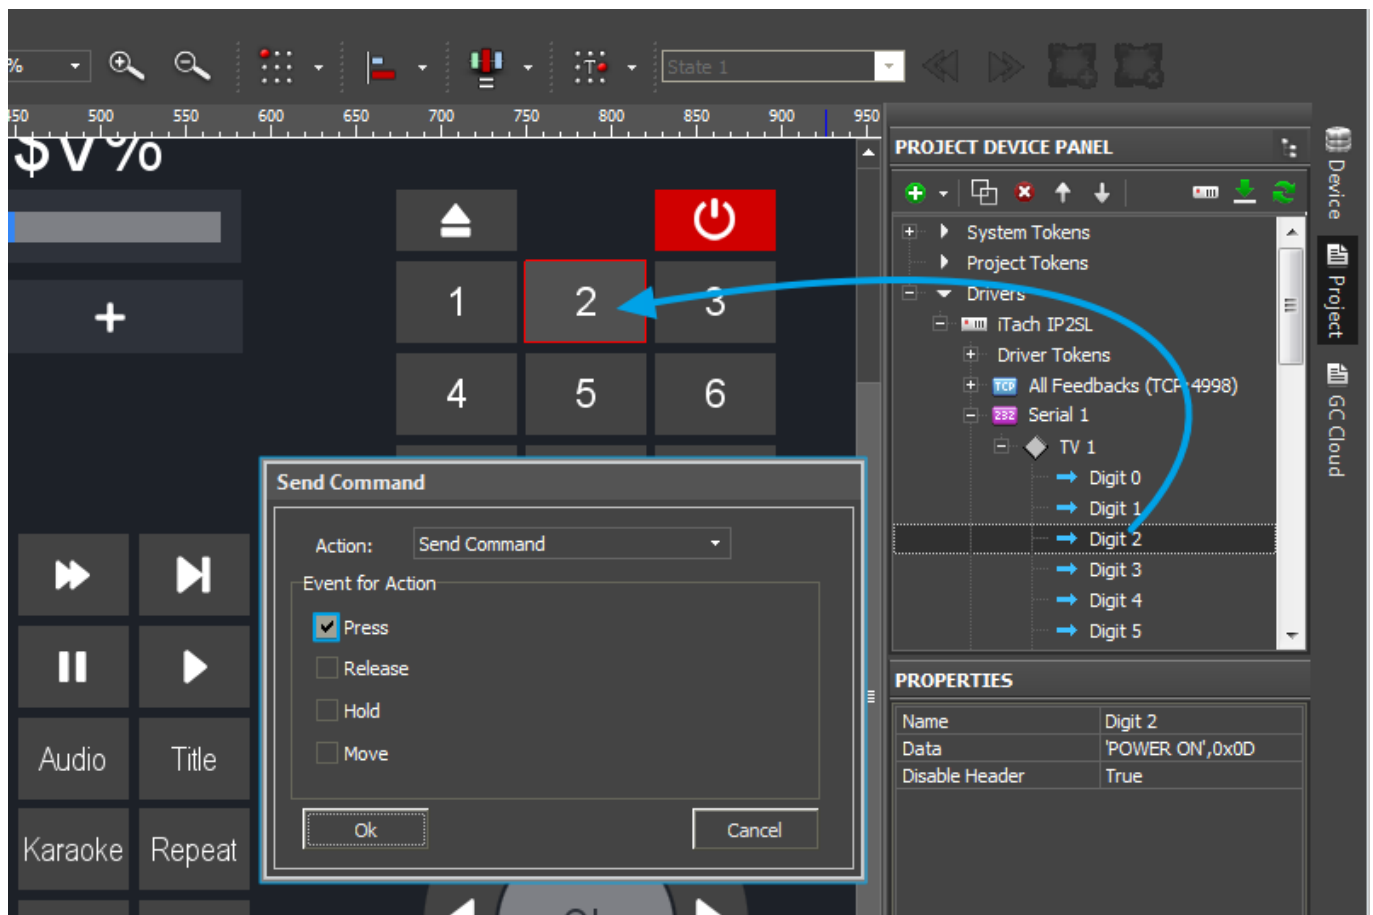 %
State 1
450 500 550 600 650 700 750 800 850 900 950
$V%
1 2 3
4 5 6
Audio Title
Karaoke Repeat
Send Command
Action: Send Command
Event for Action
Press
Release
Hold
Move
Ok Cancel
PROJECT DEVICE PANEL
System Tokens
Project Tokens
Drivers
iTach IP2SL
Driver Tokens
TCP All Feedbacks (TCP:4998)
232 Serial 1
TV 1
Digit 0
Digit 1
Digit 2
Digit 3
Digit 4
Digit 5
PROPERTIES
Name Digit 2
Data 'POWER ON',0x0D
Disable Header True
Device
Project
GC Cloud